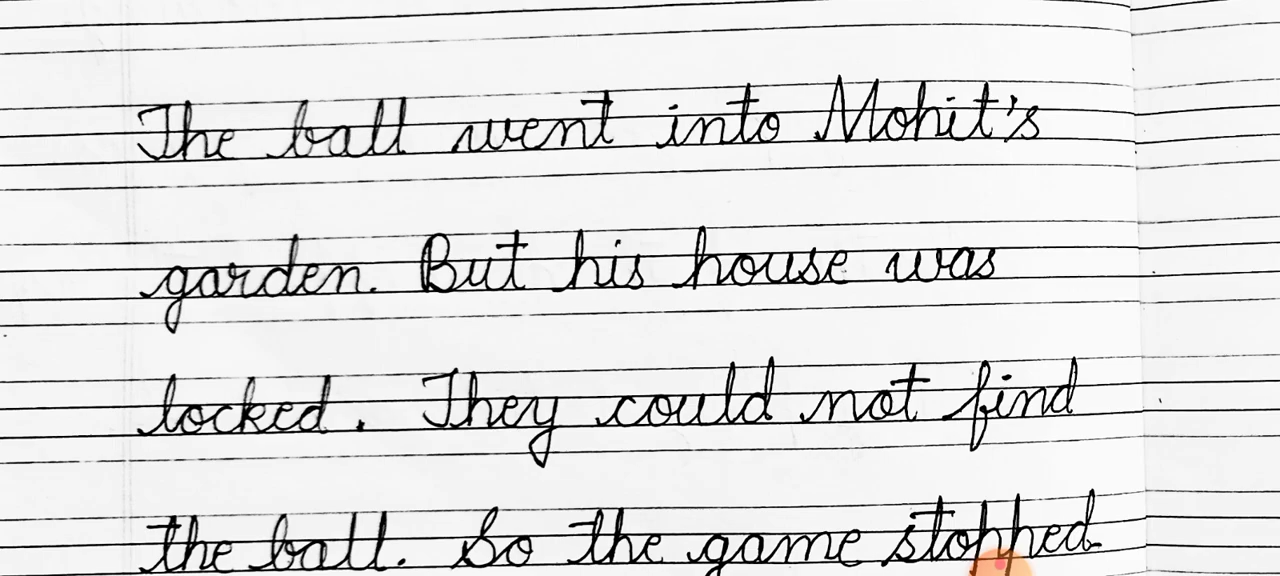 The ball went into Mohit's
garden. But his house was
locked. They could not find
the ball. So the game stopped